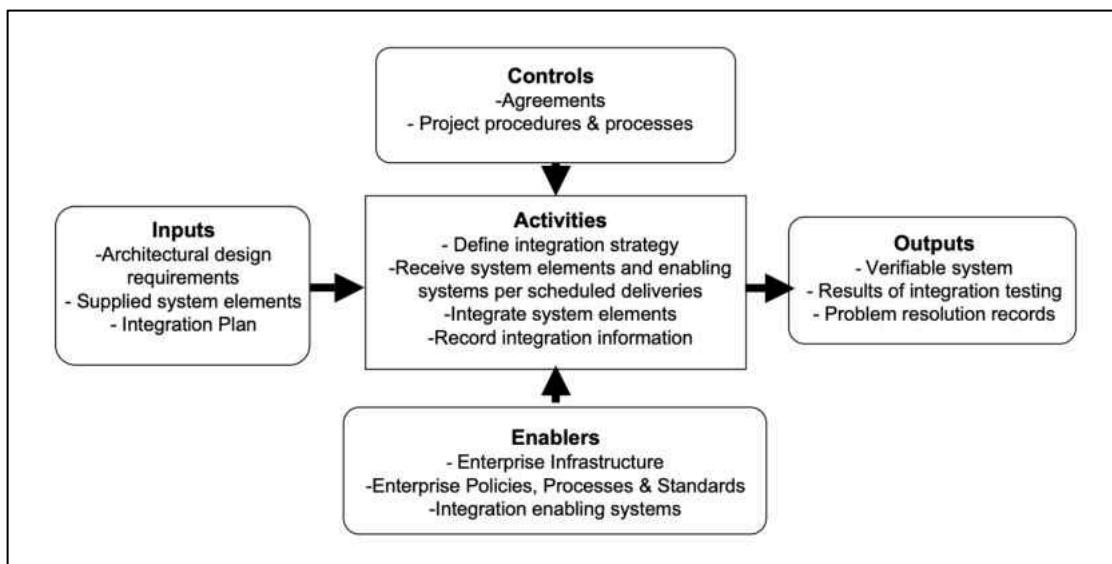 Controls
-Agreements
- Project procedures & processes
Inputs
-Architectural design
requirements
- Supplied system elements
- Integration Plan
Activities
- Define integration strategy
-Receive system elements and enabling
systems per scheduled deliveries
-Integrate system elements
-Record integration information
Outputs
- Verifiable system
- Results of integration testing
- Problem resolution records
Enablers
- Enterprise Infrastructure
-Enterprise Policies, Processes & Standards
-Integration enabling systems